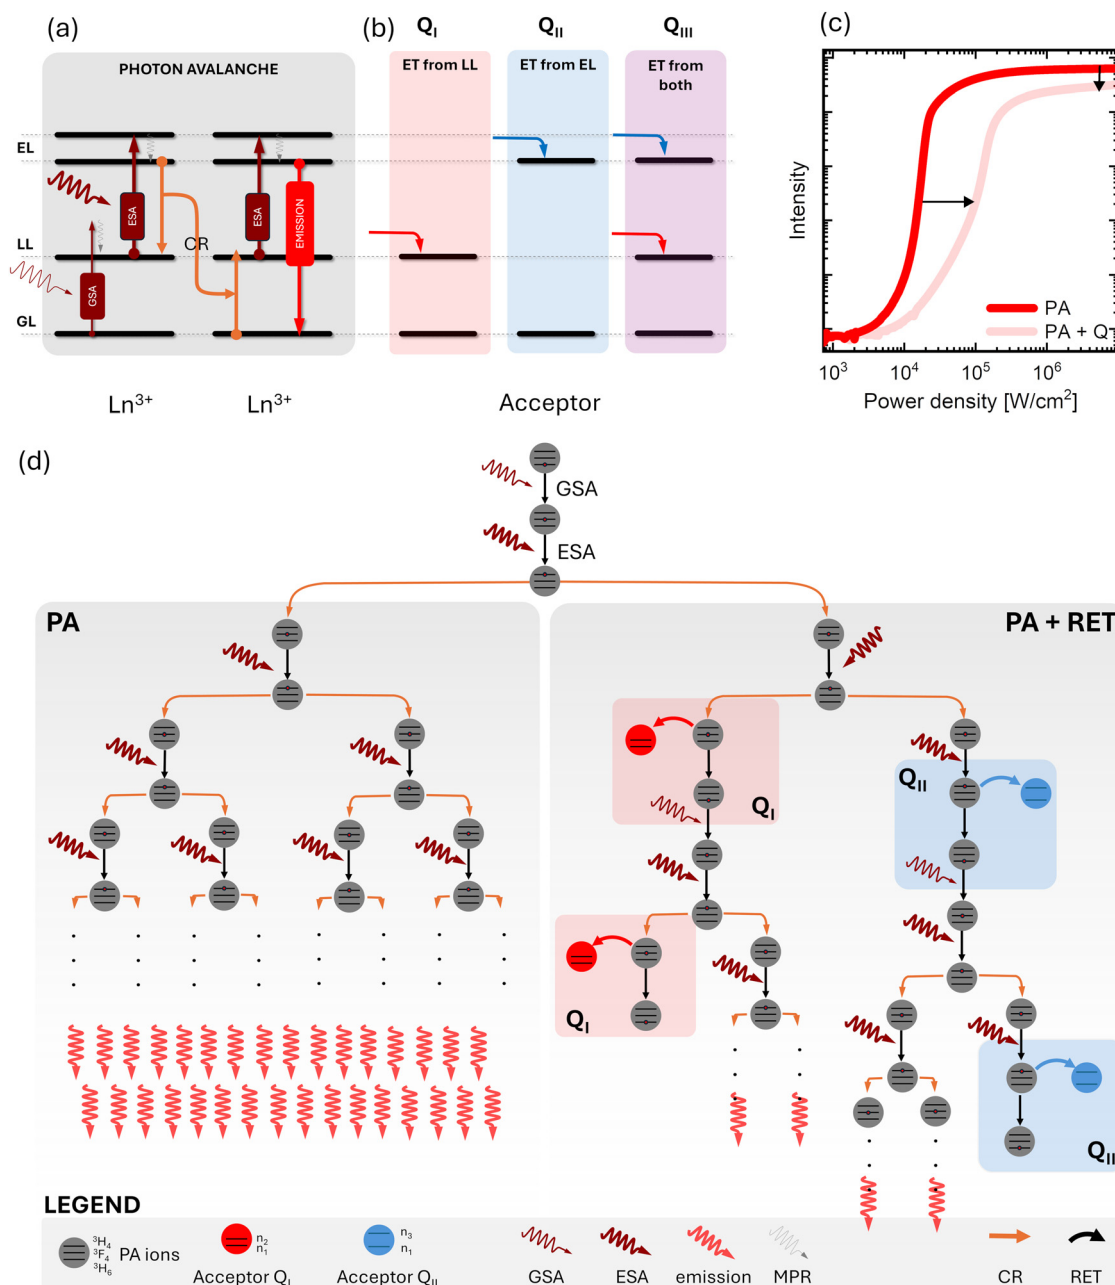 (a)
PHOTON AVALANCHE
EL
LL
GL
ESA
GSA
CR
ESA
EMISSION
Ln3+
Ln3+
(b)
QI
QII
QIII
ET from LL
ET from EL
ET from
both
Acceptor
(c)
Intensity
PA
PA + Q
10³
10⁴
10⁵
10⁶
Power density [W/cm²]
(d)
GSA
ESA
PA
PA + RET
QI
QII
QI
QII
LEGEND
³H₄
³F₄
³H₆
PA ions
n₂
n₁
Acceptor QI
n₃
n₁
Acceptor QII
GSA
ESA
emission
MPR
CR
RET